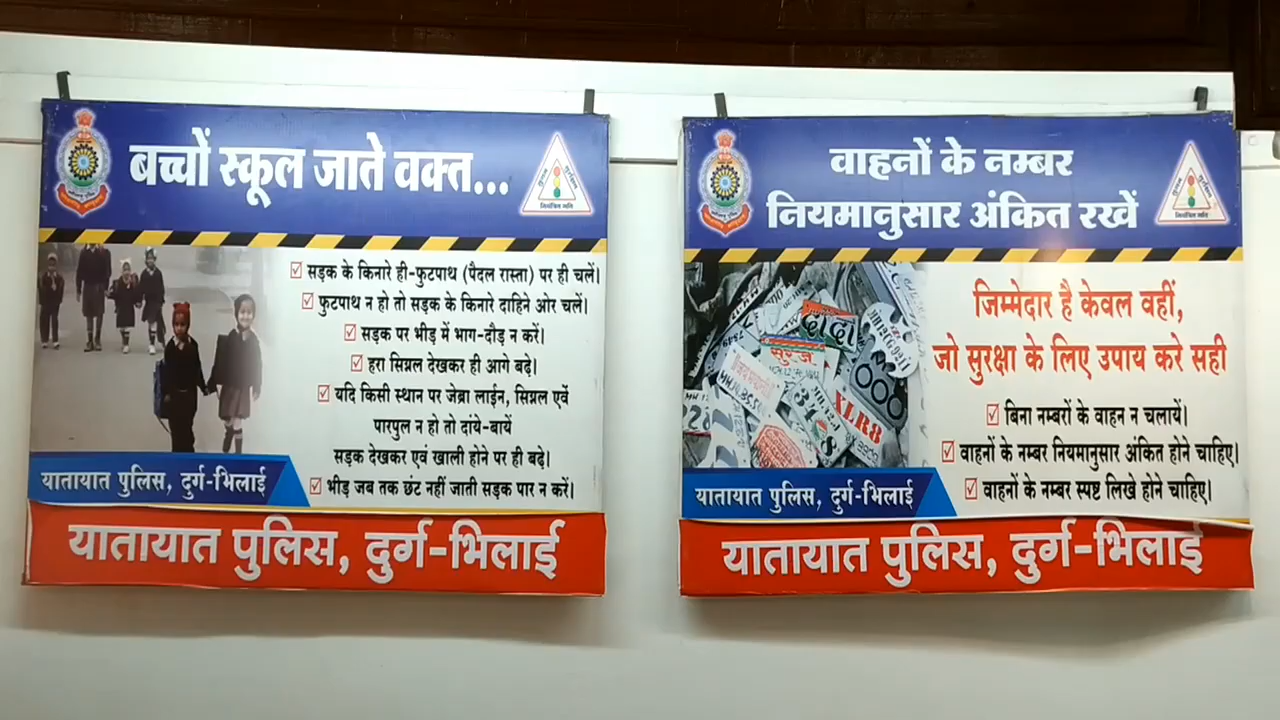 बच्चों स्कूल जाते वक्त...
सड़क के किनारे ही-फुटपाथ (पैदल रास्ता) पर ही चलें।
फुटपाथ न हो तो सड़क के किनारे दाहिने ओर चलें।
सड़क पर भीड़ में भाग-दौड़ न करें।
हरा सिग्नल देखकर ही आगे बढ़े।
यदि किसी स्थान पर जेब्रा लाईन, सिग्नल एवें
पारपुल न हो तो दांये-बायें
सड़क देखकर एवं खाली होने पर ही बढ़े।
भीड़ जब तक छंट नहीं जाती सड़क पार न करें।
यातायात पुलिस, दुर्ग-भिलाई
यातायात पुलिस, दुर्ग-भिलाई
वाहनों के नम्बर
नियमानुसार अंकित रखें
जिम्मेदार है केवल वहीं,
जो सुरक्षा के लिए उपाय करे सही
बिना नम्बरों के वाहन न चलायें।
वाहनों के नम्बर नियमानुसार अंकित होने चाहिए।
वाहनों के नम्बर स्पष्ट लिखे होने चाहिए।
दादा
सुरज
XLR8
यातायात पुलिस, दुर्ग-भिलाई
यातायात पुलिस, दुर्ग-भिलाई